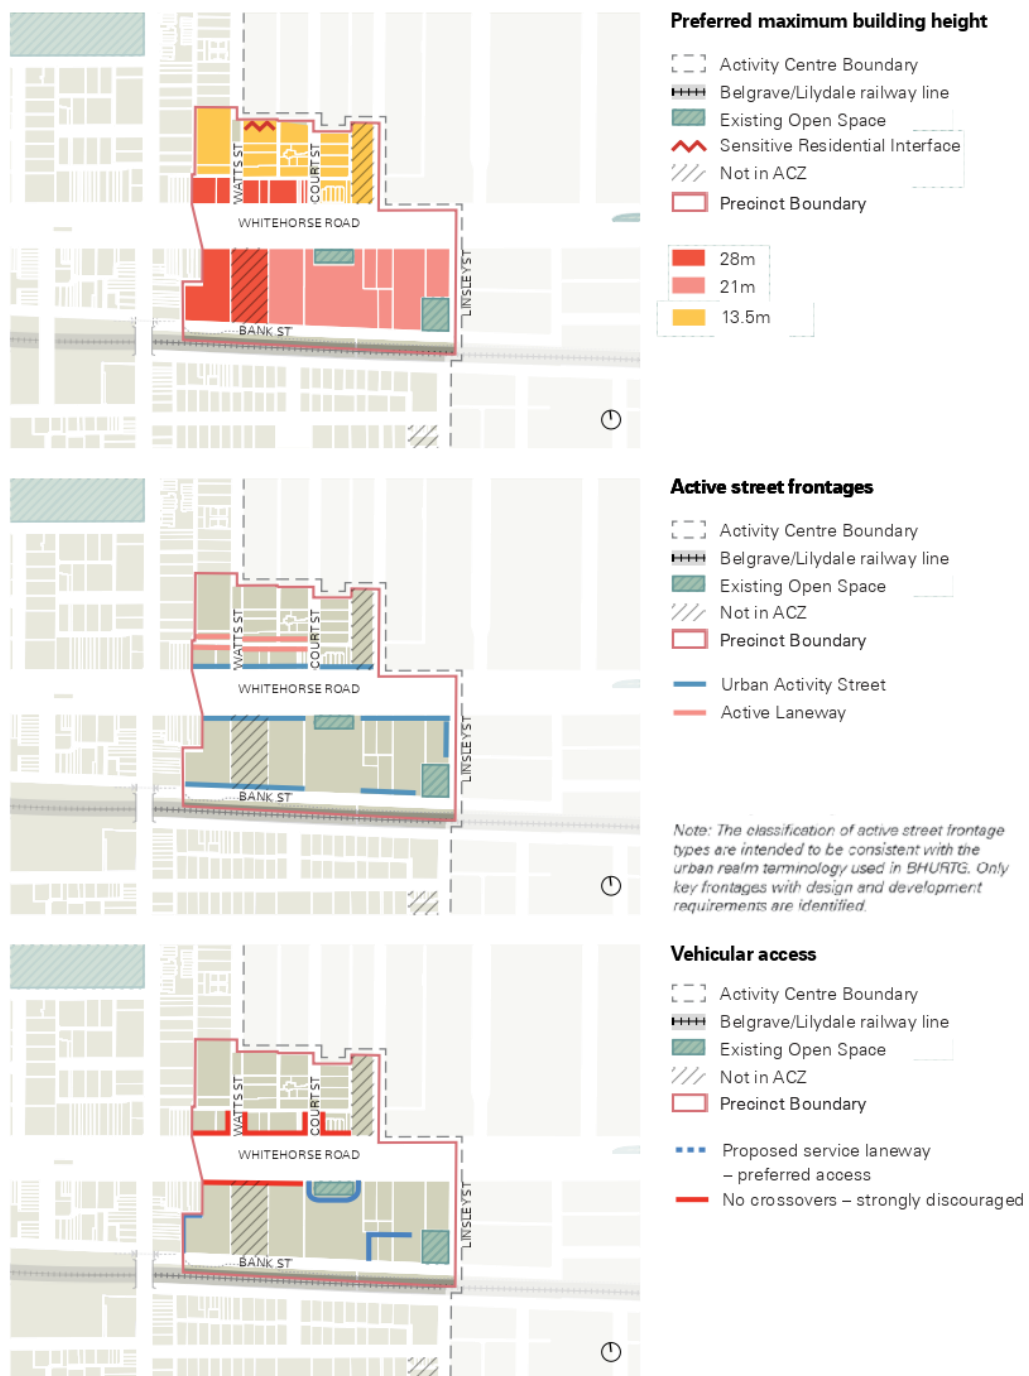 Preferred maximum building height
Activity Centre Boundary
Belgrave/Lilydale railway line
Existing Open Space
Sensitive Residential Interface
Not in ACZ
Precinct Boundary
28m
21m
13.5m
WATTS ST
COURT ST
WHITEHORSE ROAD
LINSLEY ST
BANK ST
Active street frontages
Activity Centre Boundary
Belgrave/Lilydale railway line
Existing Open Space
Not in ACZ
Precinct Boundary
Urban Activity Street
Active Laneway
WATTS ST
COURT ST
WHITEHORSE ROAD
LINSLEY ST
BANK ST
Note: The classification of active street frontage
types are intended to be consistent with the
urban realm terminology used in BHURTG. Only
key frontages with design and development
requirements are identified.
Vehicular access
Activity Centre Boundary
Belgrave/Lilydale railway line
Existing Open Space
Not in ACZ
Precinct Boundary
Proposed service laneway
– preferred access
No crossovers – strongly discouraged
WATTS ST
COURT ST
WHITEHORSE ROAD
LINSLEY ST
BANK ST